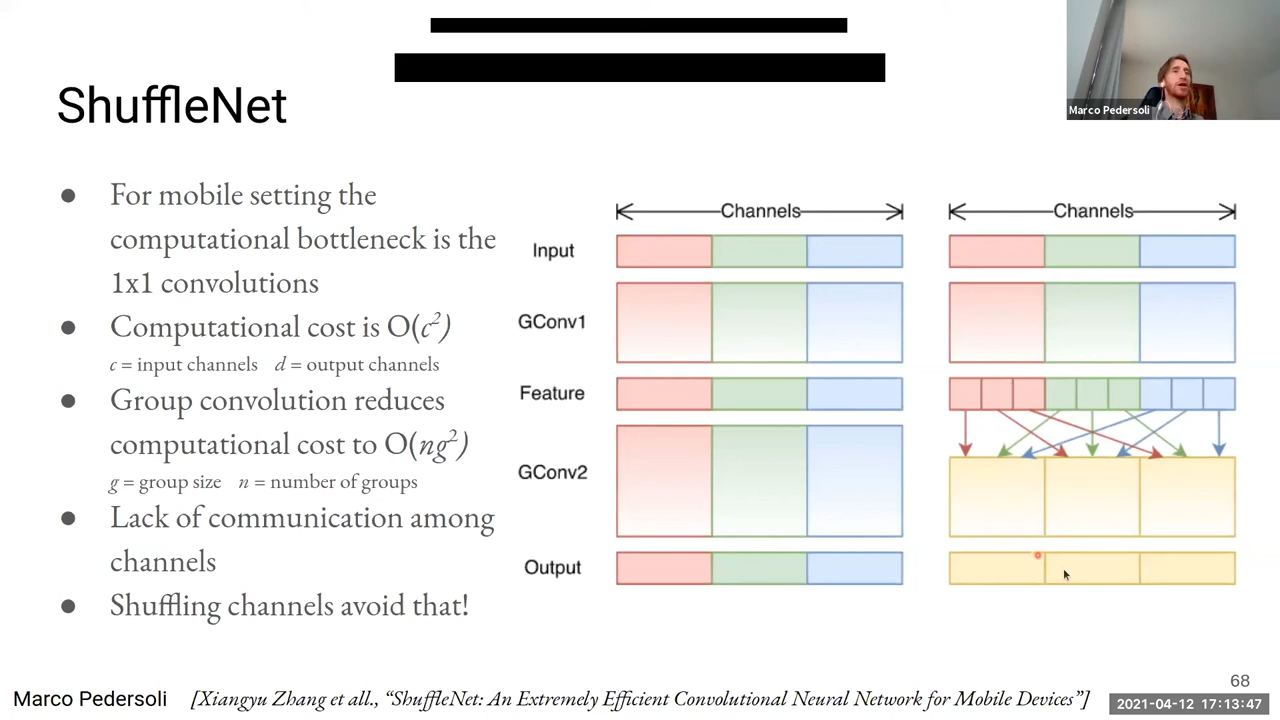 Marco Pedersoli
ShuffleNet
● For mobile setting the
computational bottleneck is the
1x1 convolutions
● Computational cost is O(c²)
c = input channels d = output channels
● Group convolution reduces
computational cost to O(ng²)
g = group size n = number of groups
● Lack of communication among
channels
● Shuffling channels avoid that!
Channels
Channels
Input
GConv1
Feature
GConv2
Output
68
Marco Pedersoli [Xiangyu Zhang et all., “ShuffleNet: An Extremely Efficient Convolutional Neural Network for Mobile Devices”]
2021-04-12 17:13:47